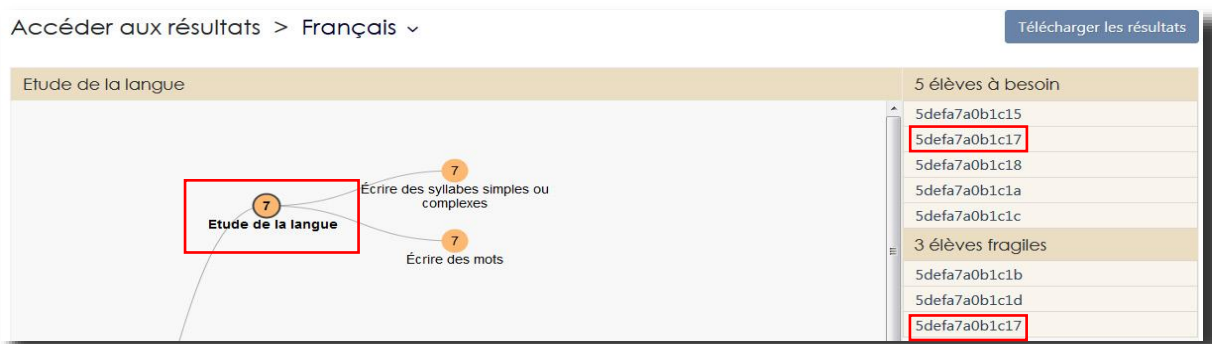 Accéder aux résultats > Français
Télécharger les résultats
Etude de la langue
5 élèves à besoin
5defa7a0b1c15
5defa7a0b1c17
5defa7a0b1c18
5defa7a0b1c1a
5defa7a0b1c1c
3 élèves fragiles
5defa7a0b1c1b
5defa7a0b1c1d
5defa7a0b1c17
7
Écrire des syllabes simples ou
complexes
7
Etude de la langue
7
Écrire des mots